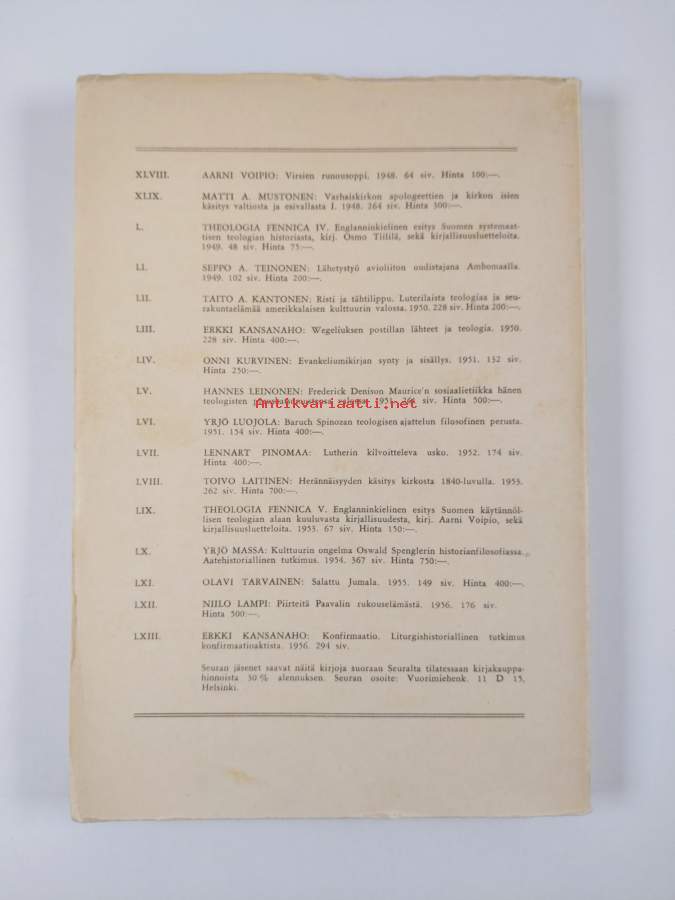 XLVIII. AARNI VOIPIO: Virsien runousoppi. 1948. 64 siv. Hinta 100:—.
XLIX. MATTI A. MUSTONEN: Varhaiskirkon apologeettien ja kirkon isien
käsitys valtiosta ja esivallasta I. 1948. 264 siv. Hinta 300:—.
L. THEOLOGIA FENNICA IV. Englanninkielinen esitys Suomen systemaat-
tisen teologian historiasta, kirj. Osmo Tiililä, sekä kirjallisuusluetteloita.
1949. 48 siv. Hinta 75:—.
LI. SEPPO A. TEINONEN: Lähetystyö avioliiton uudistajana Ambomaalla.
1949. 102 siv. Hinta 200:—.
LII. TAITO A. KANTONEN: Risti ja tähtilippu. Luterilaista teologiaa ja seu-
rakuntaelämää amerikkalaisen kulttuurin valossa. 1950. 228 siv. Hinta 200:—.
LIII. ERKKI KANSANAHO: Wegeliuksen postillan lähteet ja teologia. 1950.
228 siv. Hinta 400:—.
LIV. ONNI KURVINEN: Evankeliumikirjan synty ja sisällys. 1951. 132 siv.
Hinta 250:—.
LV. HANNES LEINONEN: Frederick Denison Maurice'n sosiaalietiikka hänen
teologisten valossa. 1951. siv. Hinta 500:—.
Antikvariaatti.net
LVI. YRJÖ LUOJOLA: Baruch Spinozan teologisen ajattelun filosofinen perusta.
1951. 154 siv. Hinta 400:—.
LVII. LENNART PINOMAA: Lutherin kilvoitteleva usko. 1952. 174 siv.
Hinta 400:—.
LVIII. TOIVO LAITINEN: Herännäisyyden käsitys kirkosta 1840-luvulla. 1953.
262 siv. Hinta 700:—.
LIX. THEOLOGIA FENNICA V. Englanninkielinen esitys Suomen käytännöl-
lisen teologian alaan kuuluvasta kirjallisuudesta, kirj. Aarni Voipio, sekä
kirjallisuusluetteloita. 1953. 67 siv. Hinta 150:—.
LX. YRJÖ MASSA: Kulttuurin ongelma Oswald Spenglerin historianfilosofiassa.
Aatehistoriallinen tutkimus. 1954. 367 siv. Hinta 750:—.
LXI. OLAVI TARVAINEN: Salattu Jumala. 1955. 149 siv. Hinta 400:—.
LXII. NIILO LAMPI: Piirteitä Paavalin rukouselämästä. 1956. 176 siv.
Hinta 500:—.
LXIII. ERKKI KANSANAHO: Konfirmaatio. Liturgishistoriallinen tutkimus
konfirmaatioaktista. 1956. 294 siv.
Seuran jäsenet saavat näitä kirjoja suoraan Seuralta tilatessaan kirjakauppa-
hinnoista 30 % alennuksen. Seuran osoite: Vuorimiehenk. 11 D 15,
Helsinki.